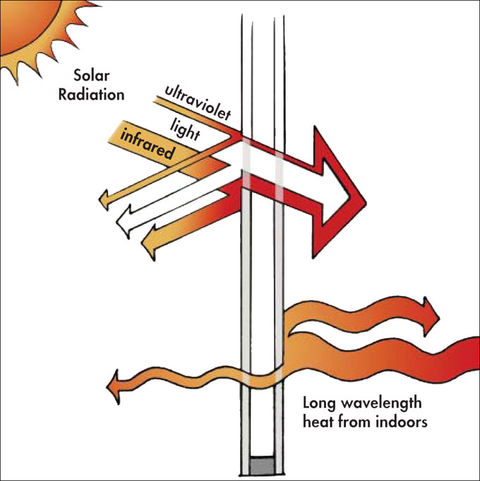 Solar
Radiation
ultraviolet
light
infrared
Long wavelength
heat from indoors